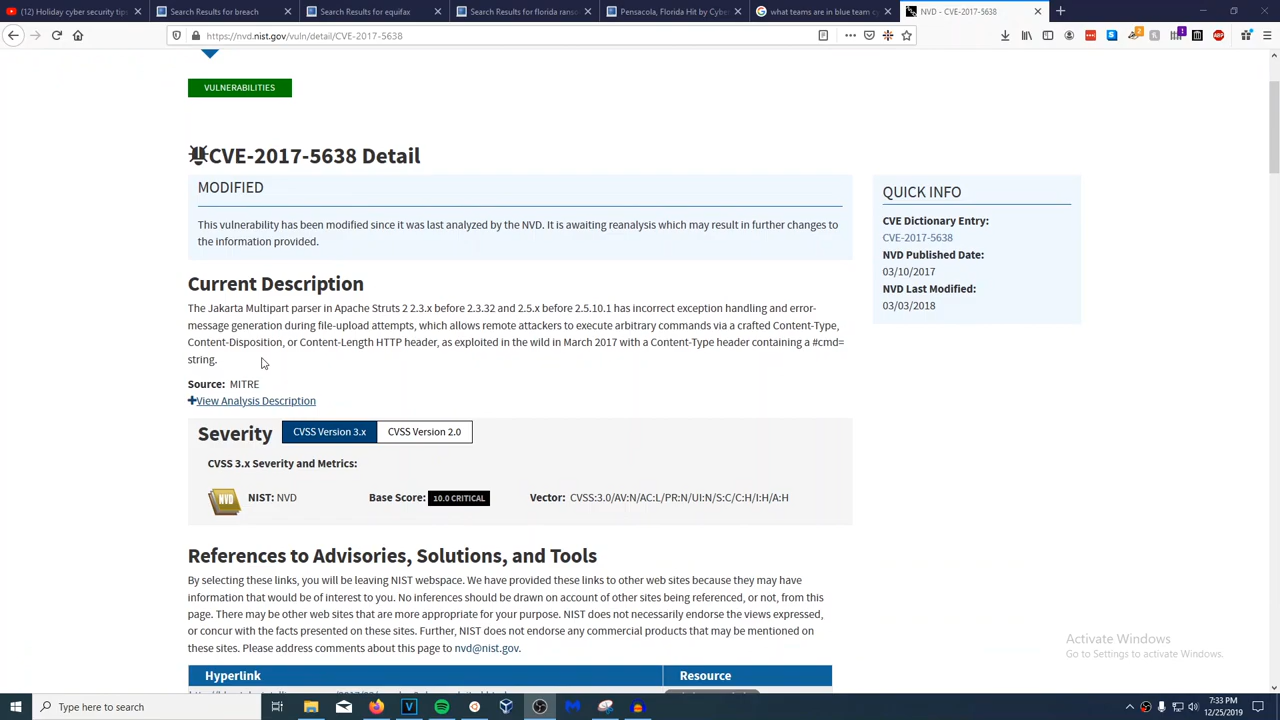 (12) Holiday cyber security tips
Search Results for breach
Search Results for equifax
Search Results for florida ranso
Pensacola, Florida Hit by Cyber
what teams are in blue team cy
NVD - CVE-2017-5638
https://nvd.nist.gov/vuln/detail/CVE-2017-5638
VULNERABILITIES
CVE-2017-5638 Detail
MODIFIED
This vulnerability has been modified since it was last analyzed by the NVD. It is awaiting reanalysis which may result in further changes to
the information provided.
QUICK INFO
CVE Dictionary Entry:
CVE-2017-5638
NVD Published Date:
03/10/2017
NVD Last Modified:
03/03/2018
Current Description
The Jakarta Multipart parser in Apache Struts 2 2.3.x before 2.3.32 and 2.5.x before 2.5.10.1 has incorrect exception handling and error-
message generation during file-upload attempts, which allows remote attackers to execute arbitrary commands via a crafted Content-Type,
Content-Disposition, or Content-Length HTTP header, as exploited in the wild in March 2017 with a Content-Type header containing a #cmd=
string.
Source: MITRE
View Analysis Description
Severity
CVSS Version 3.x
CVSS Version 2.0
CVSS 3.x Severity and Metrics:
NVD
NIST: NVD
Base Score: 10.0 CRITICAL
Vector: CVSS:3.0/AV:N/AC:L/PR:N/UI:N/S:C/C:H/I:H/A:H
References to Advisories, Solutions, and Tools
By selecting these links, you will be leaving NIST webspace. We have provided these links to other web sites because they may have
information that would be of interest to you. No inferences should be drawn on account of other sites being referenced, or not, from this
page. There may be other web sites that are more appropriate for your purpose. NIST does not necessarily endorse the views expressed,
or concur with the facts presented on these sites. Further, NIST does not endorse any commercial products that may be mentioned on
these sites. Please address comments about this page to nvd@nist.gov.
Hyperlink
Resource
Activate Windows
Go to Settings to activate Windows.
Type here to search
7:33 PM
12/25/2019